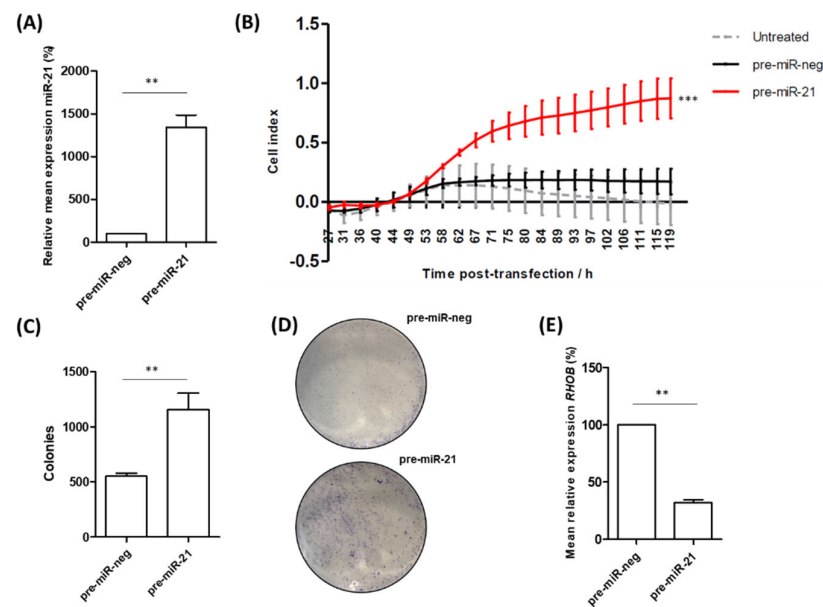 (A)
Relative mean expression miR-21 (%)
2000
1500
1000
500
0
**
pre-miR-neg
pre-miR-21
(B)
Cell index
1.5
1.0
0.5
0.0
-0.5
27 31 36 40 44 49 53 58 62 67 71 75 80 84 89 93 97 102 106 111 115 119
Time post-transfection / h
Untreated
pre-miR-neg
pre-miR-21
***
(C)
Colonies
1500
1000
500
0
**
pre-miR-neg
pre-miR-21
(D)
pre-miR-neg
pre-miR-21
(E)
Mean relative expression RHOB (%)
150
100
50
0
**
pre-miR-neg
pre-miR-21